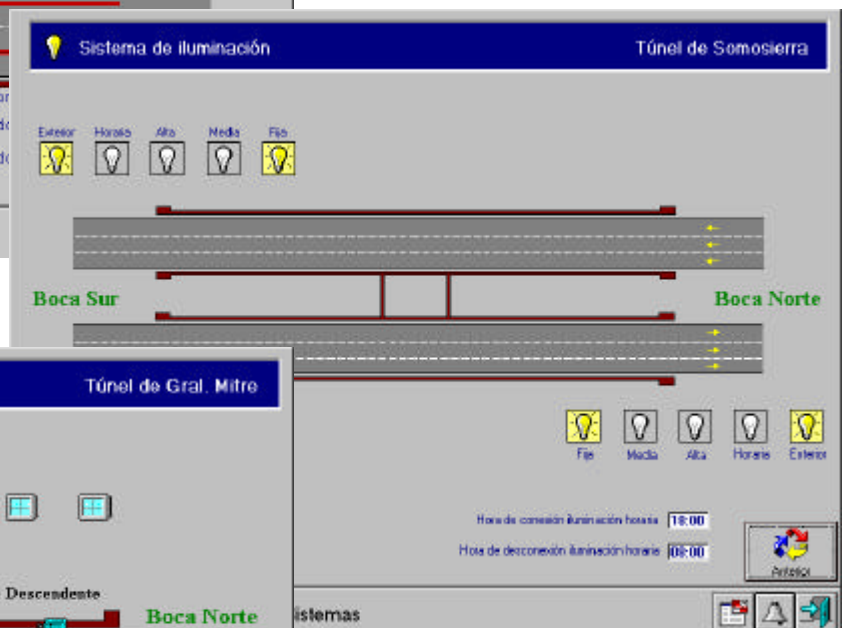 Sistema de iluminación
Túnel de Somosierra
Exterior Horario Alta Media Fija
Boca Sur
Boca Norte
Túnel de Gral. Mitre
Fija Media Alta Horario Exterior
Hora de conexión iluminación horaria 18:00
Hora de desconexión iluminación horaria 08:00
Anterior
Descendente
Boca Norte
istemas